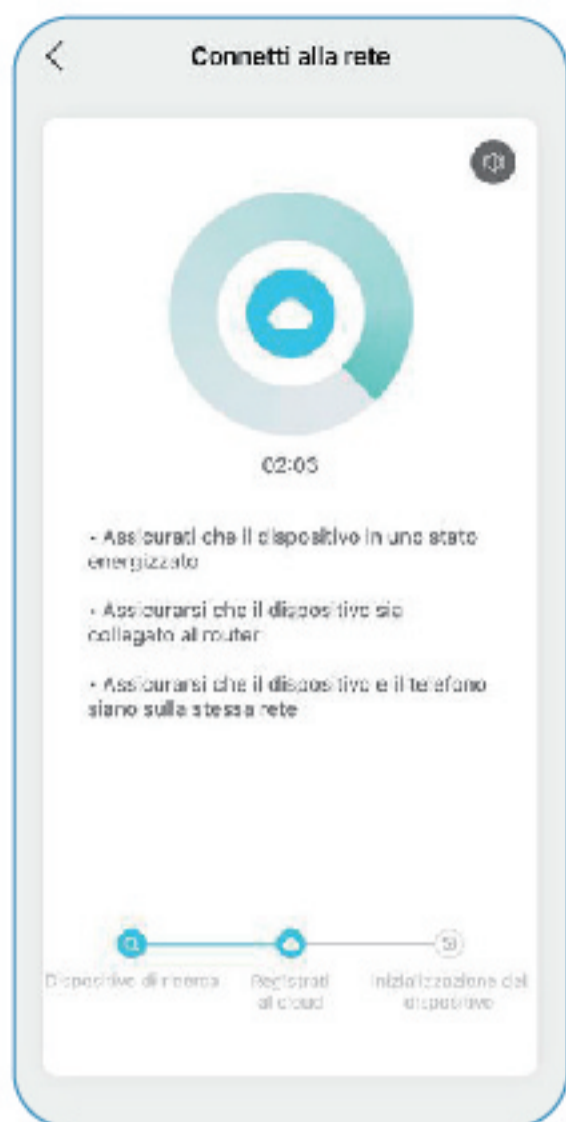 Connetti alla rete
02:03
- Assicurati che il dispositivo in uno stato
energizzato
- Assicurarsi che il dispositivo sia
collegato al router
- Assicurarsi che il dispositivo e il telefono
siano sulla stessa rete
Dispositivo di ricerca
Registrati
al cloud
Inizializzazione del
dispositivo